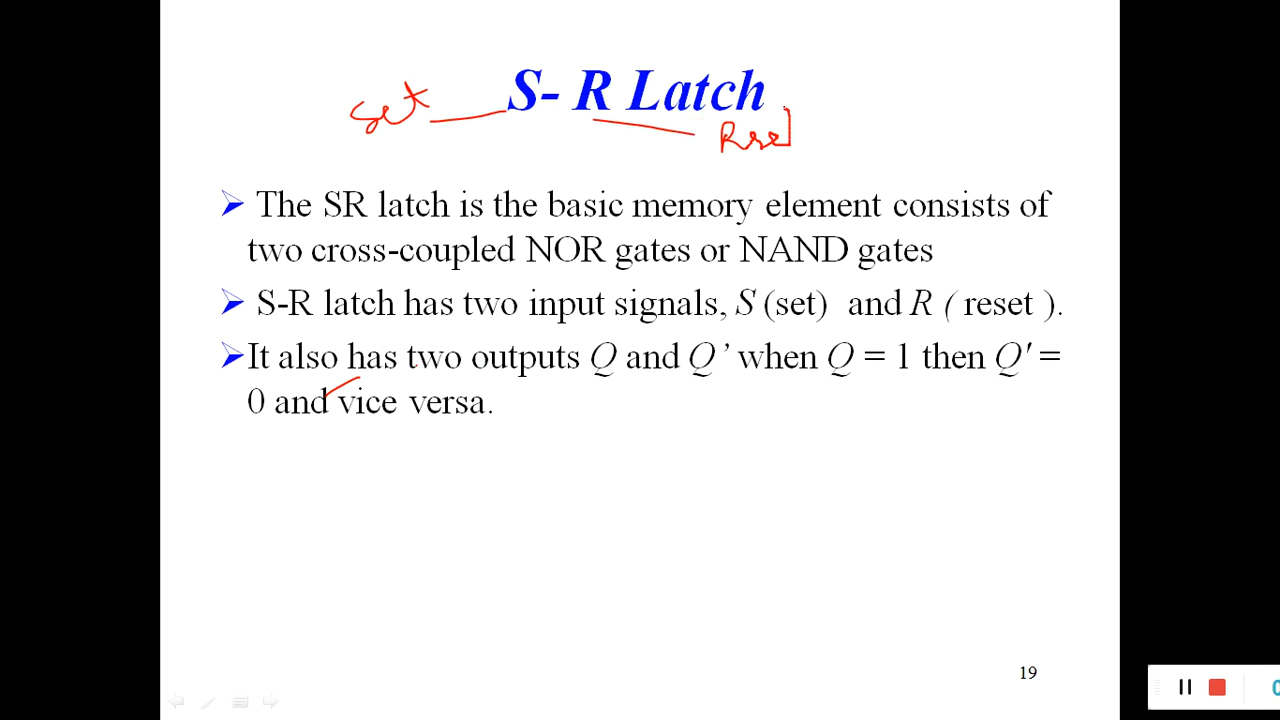 S- R Latch
set
Rse
➢ The SR latch is the basic memory element consists of
two cross-coupled NOR gates or NAND gates
➢ S-R latch has two input signals, S (set) and R ( reset ).
➢It also has two outputs Q and Q’ when Q = 1 then Q′ =
0 and vice versa.
19
0